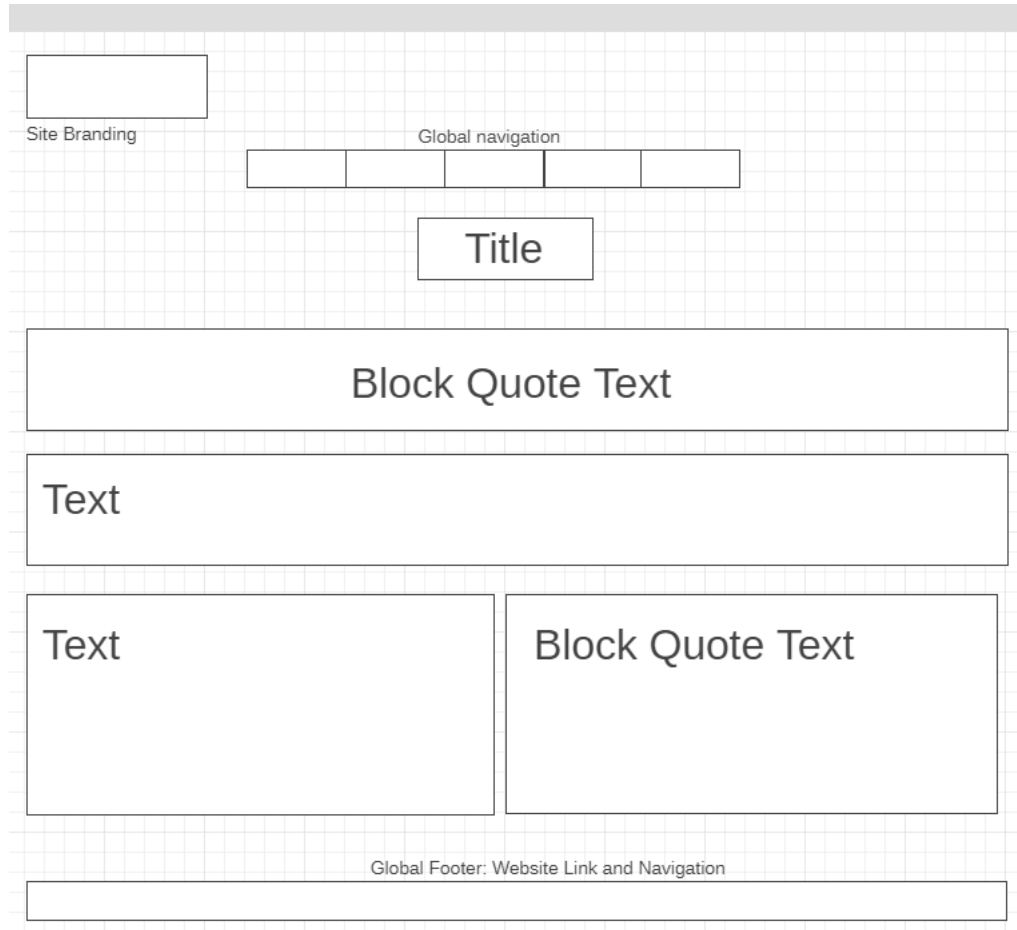 Site Branding
Global navigation
Title
Block Quote Text
Text
Text
Block Quote Text
Global Footer: Website Link and Navigation